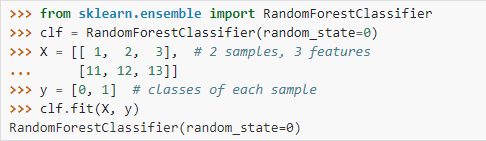 >>> from sklearn.ensemble import RandomForestClassifier
>>> clf = RandomForestClassifier(random_state=0)
>>> X = [[ 1,  2,  3],  # 2 samples, 3 features
...      [11, 12, 13]]
>>> y = [0, 1]  # classes of each sample
>>> clf.fit(X, y)
RandomForestClassifier(random_state=0)